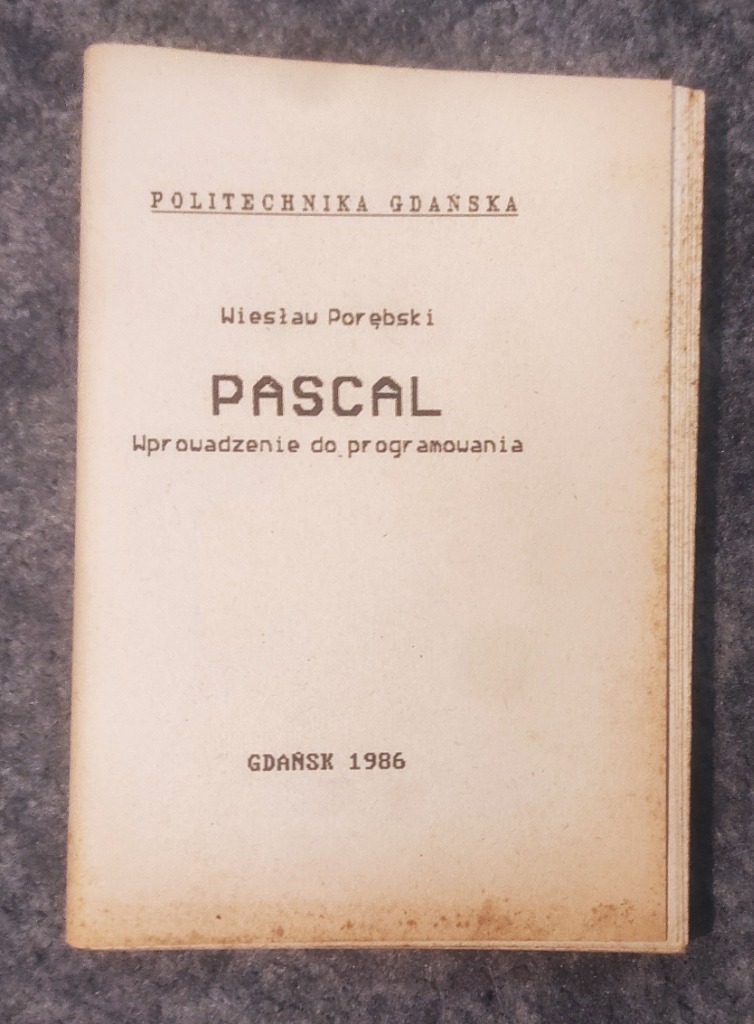 POLITECHNIKA GDAŃSKA
Wiesław Porębski
PASCAL
Wprowadzenie do programowania
GDAŃSK 1986